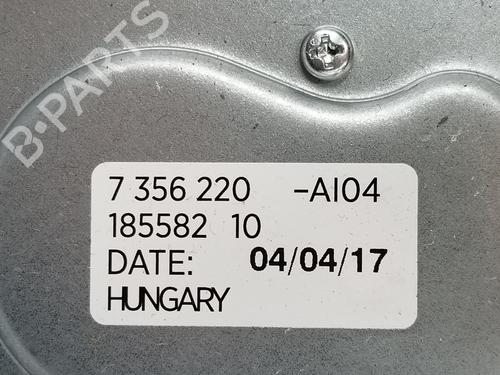 B-PARTS
7 356 220 -AI04
185582 10
DATE: 04/04/17
HUNGARY